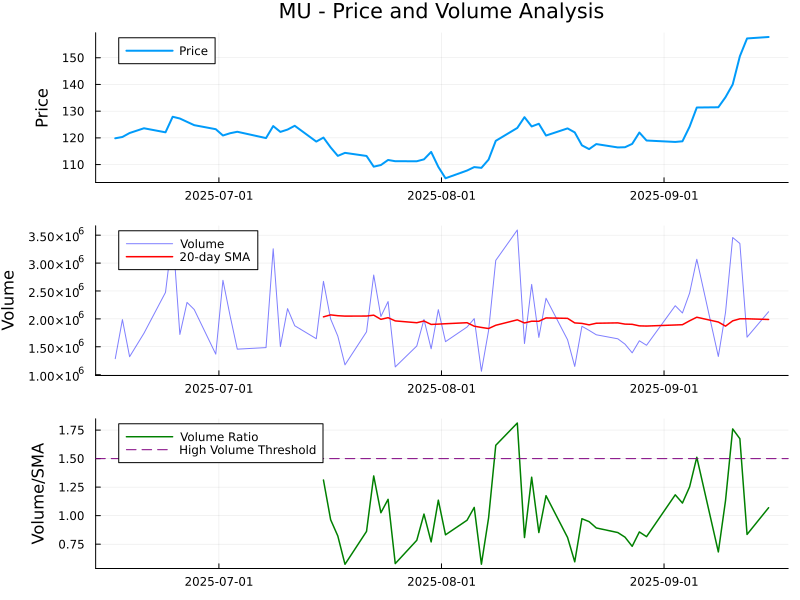 MU - Price and Volume Analysis
Price
Price
150
140
130
120
110
2025-07-01
2025-08-01
2025-09-01
Volume
Volume
20-day SMA
3.50×10⁶
3.00×10⁶
2.50×10⁶
2.00×10⁶
1.50×10⁶
1.00×10⁶
2025-07-01
2025-08-01
2025-09-01
Volume/SMA
Volume Ratio
High Volume Threshold
1.75
1.50
1.25
1.00
0.75
2025-07-01
2025-08-01
2025-09-01